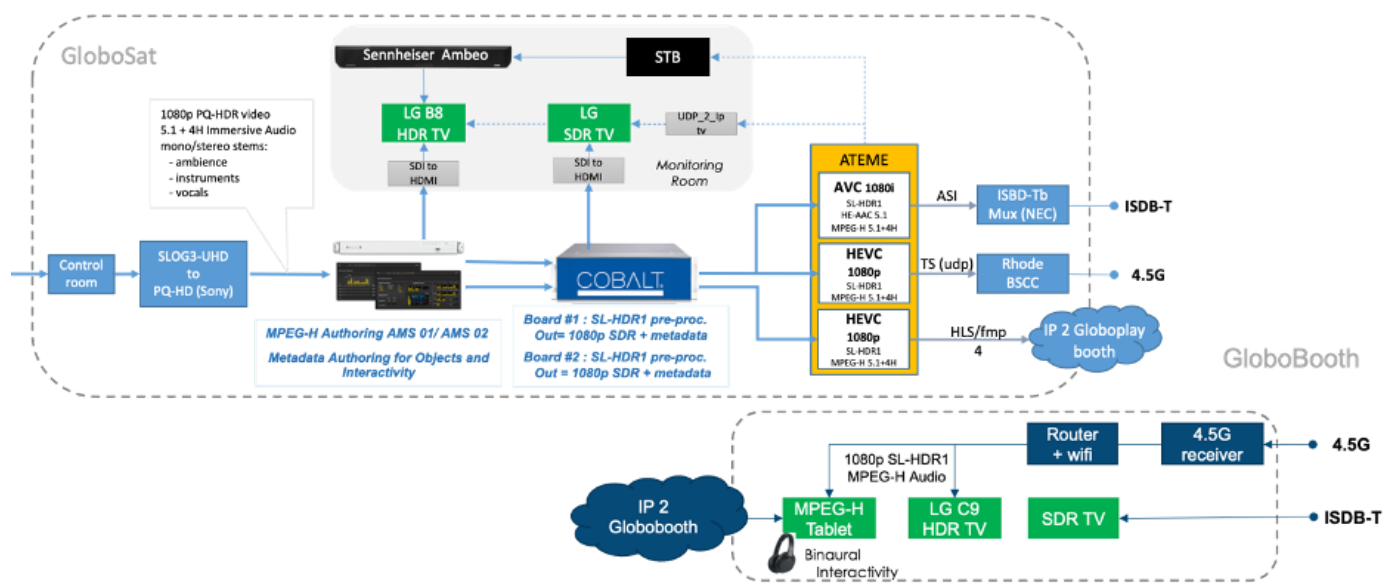 GloboSat
Sennheiser Ambeo
STB
1080p PQ-HDR video
5.1 + 4H Immersive Audio
mono/stereo stems:
- ambience
- instruments
- vocals
LG B8
HDR TV
LG
SDR TV
UDP_2_Ip
tv
SDI to
HDMI
SDI to
HDMI
Monitoring
Room
Control
room
SLOG3-UHD
to
PQ-HD (Sony)
COBALT
MPEG-H Authoring AMS 01/ AMS 02
Metadata Authoring for Objects and
Interactivity
Board #1 : SL-HDR1 pre-proc.
Out= 1080p SDR + metadata
Board #2 : SL-HDR1 pre-proc.
Out = 1080p SDR + metadata
ATEME
AVC 1080i
SL-HDR1
HE-AAC 5.1
MPEG-H 5.1+4H
HEVC
1080p
SL-HDR1
MPEG-H 5.1+4H
HEVC
1080p
SL-HDR1
MPEG-H 5.1+4H
ASI
ISBD-Tb
Mux (NEC)
ISDB-T
TS (udp)
Rhode
BSCC
4.5G
HLS/fmp
4
IP 2 Globoplay
booth
GloboBooth
Router
+ wifi
4.5G
receiver
4.5G
1080p SL-HDR1
MPEG-H Audio
IP 2
Globobooth
MPEG-H
Tablet
LG C9
HDR TV
SDR TV
ISDB-T
Binaural
Interactivity